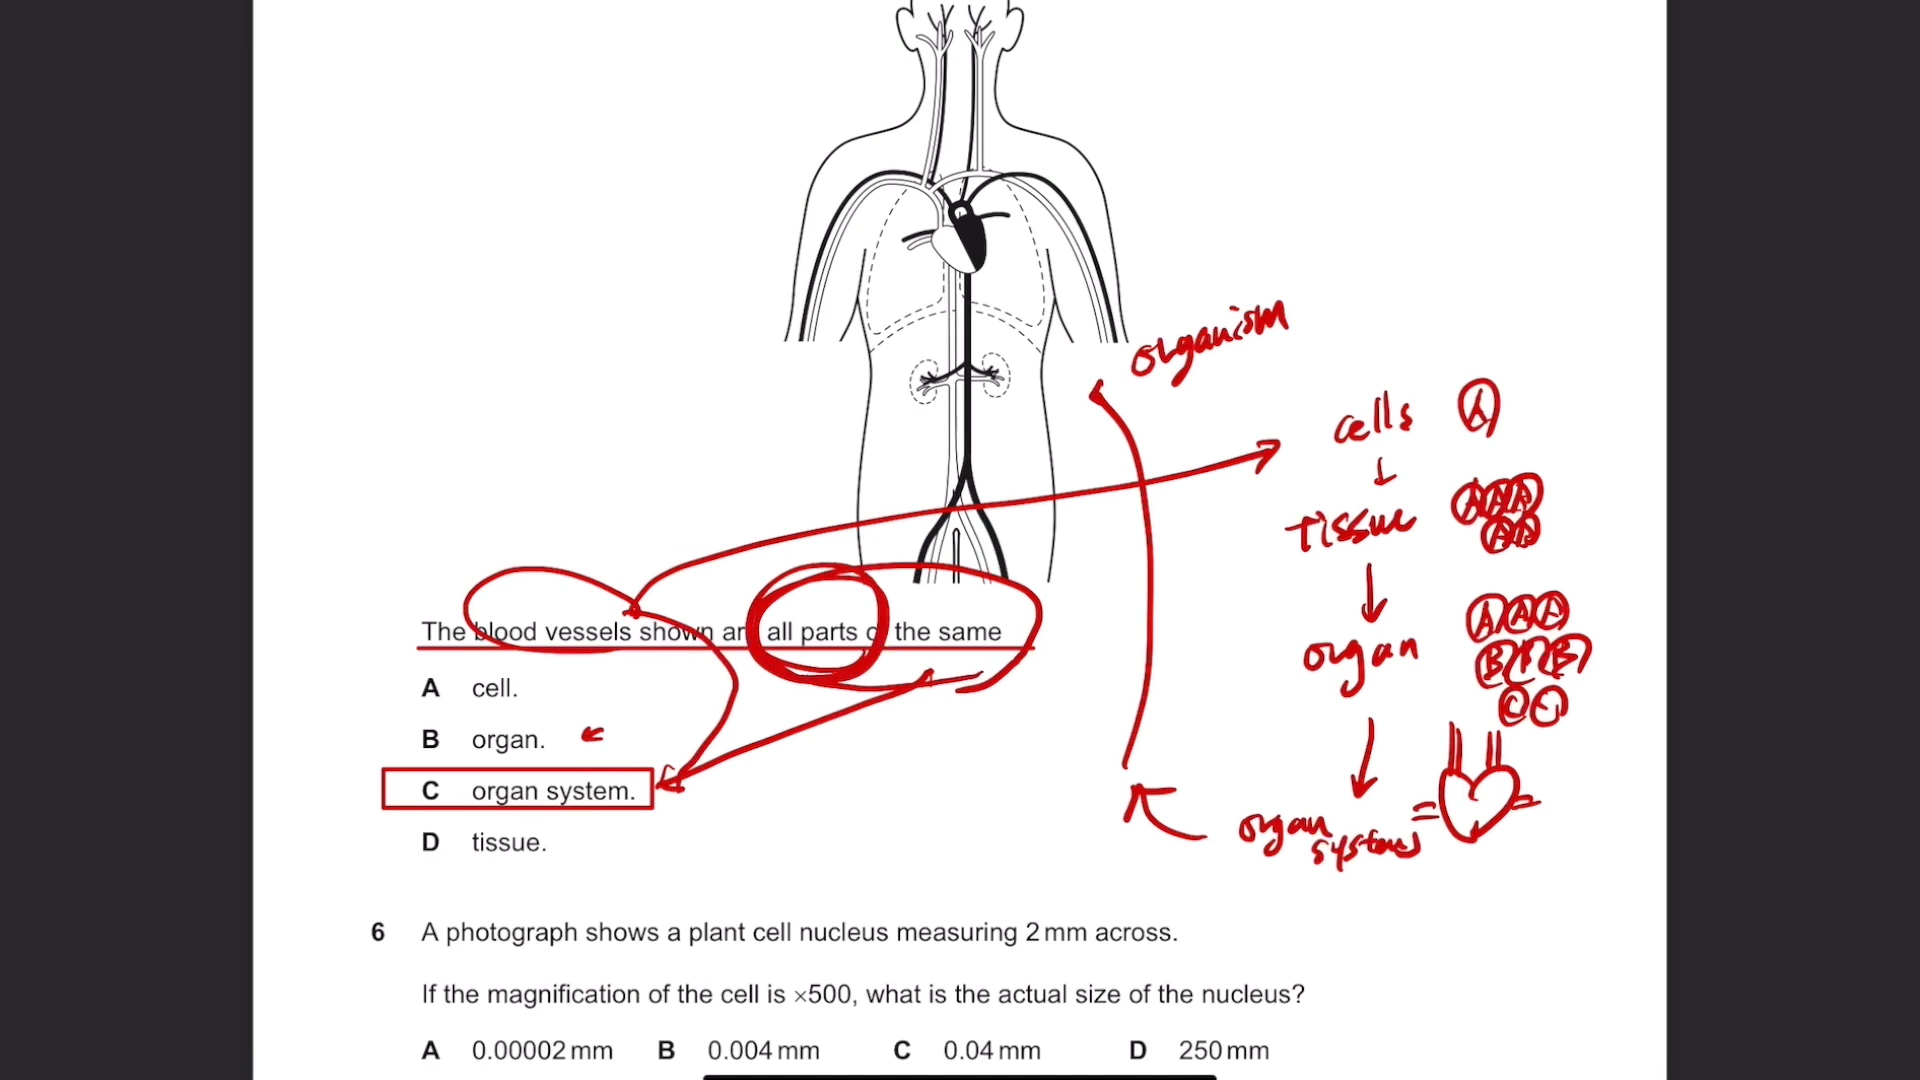 organism
cells A
tissue A A A
A A
organ A A A
B B B
C C
organ systems =
The blood vessels shown are all parts of the same
A cell.
B organ.
C organ system.
D tissue.
6 A photograph shows a plant cell nucleus measuring 2 mm across.
If the magnification of the cell is ×500, what is the actual size of the nucleus?
A 0.00002 mm B 0.004 mm C 0.04 mm D 250 mm